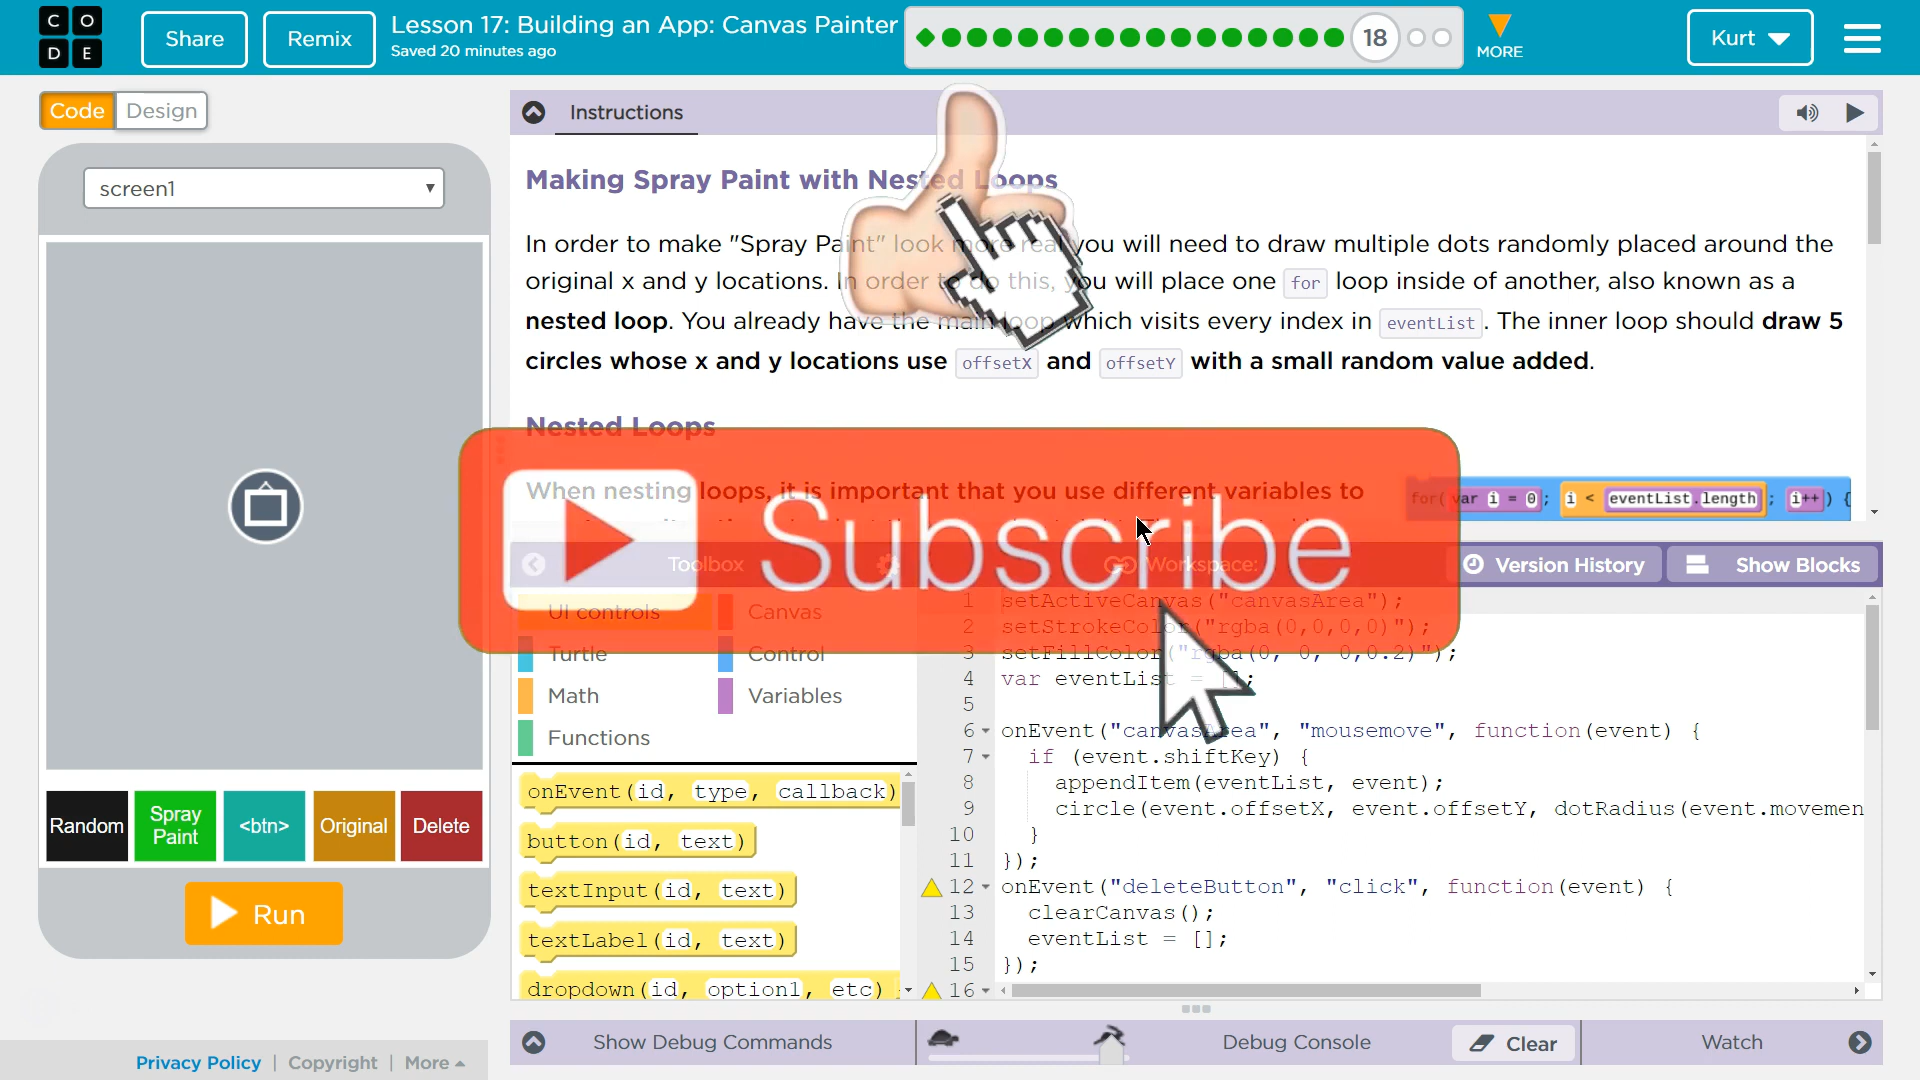 CODE
Share
Remix
Lesson 17: Building an App: Canvas Painter
Saved 20 minutes ago
18
MORE
Kurt
Code
Design
screen1
Instructions
Making Spray Paint with Nested Loops
In order to make "Spray Paint" look more real you will need to draw multiple dots randomly placed around the
original x and y locations. In order to do this, you will place one for loop inside of another, also known as a
nested loop. You already have the main loop which visits every index in eventList. The inner loop should draw 5
circles whose x and y locations use offsetX and offsetY with a small random value added.
Nested Loops
When nesting loops, it is important that you use different variables to
for( var i = 0; i < eventList.length; i++) {
Subscribe
Toolbox
Workspace:
Version History
Show Blocks
UI controls
Canvas
Turtle
Control
Math
Variables
Functions
onEvent(id, type, callback)
button(id, text)
textInput(id, text)
textLabel(id, text)
dropdown(id, option1, etc)
1 setActiveCanvas("canvasArea");
2 setStrokeColor("rgba(0,0,0,0)");
3 setFillColor("rgba(0, 0, 0,0.2)");
4 var eventList = [];
5
6 onEvent("canvasArea", "mousemove", function(event) {
7 if (event.shiftKey) {
8 appendItem(eventList, event);
9 circle(event.offsetX, event.offsetY, dotRadius(event.movemen
10 }
11 });
12 onEvent("deleteButton", "click", function(event) {
13 clearCanvas();
14 eventList = [];
15 });
16
Random
Spray
Paint
<btn>
Original
Delete
Run
Show Debug Commands
Debug Console
Clear
Watch
Privacy Policy | Copyright | More